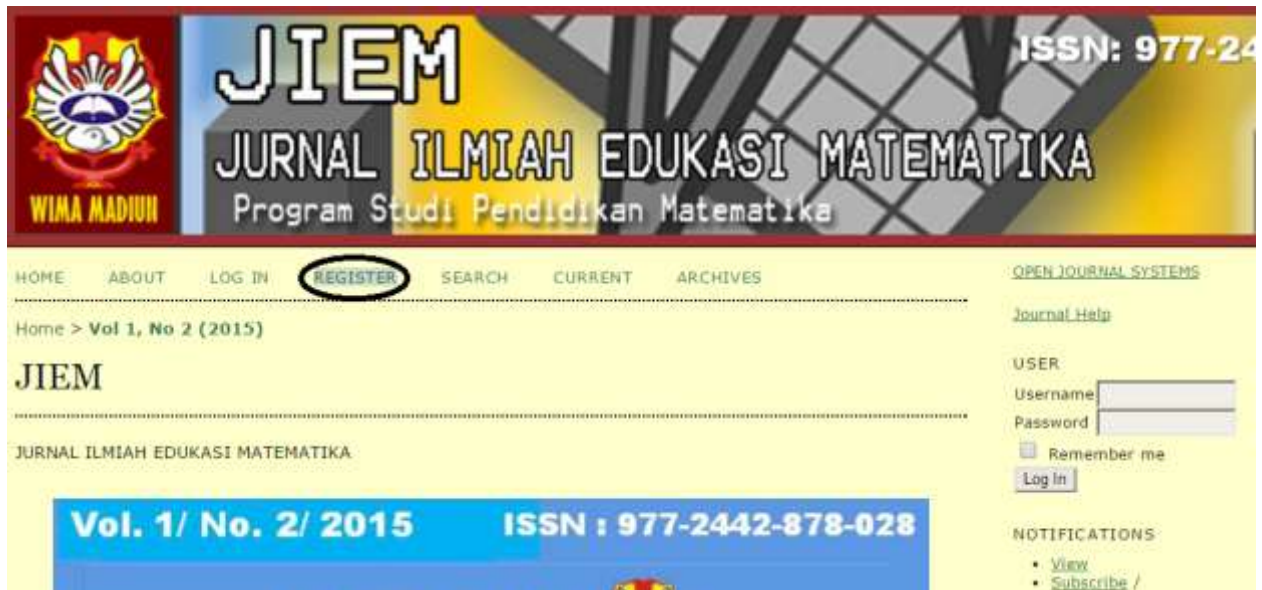 JIEM
ISSN: 977-24
JURNAL ILMIAH EDUKASI MATEMATIKA
Program Studi Pendidikan Matematika
WIMA MADIUN
HOME ABOUT LOG IN REGISTER SEARCH CURRENT ARCHIVES
Home > Vol 1, No 2 (2015)
JIEM
JURNAL ILMIAH EDUKASI MATEMATIKA
Vol. 1/ No. 2/ 2015 ISSN : 977-2442-878-028
OPEN JOURNAL SYSTEMS
Journal Help
USER
Username
Password
Remember me
Log In
NOTIFICATIONS
View
Subscribe /